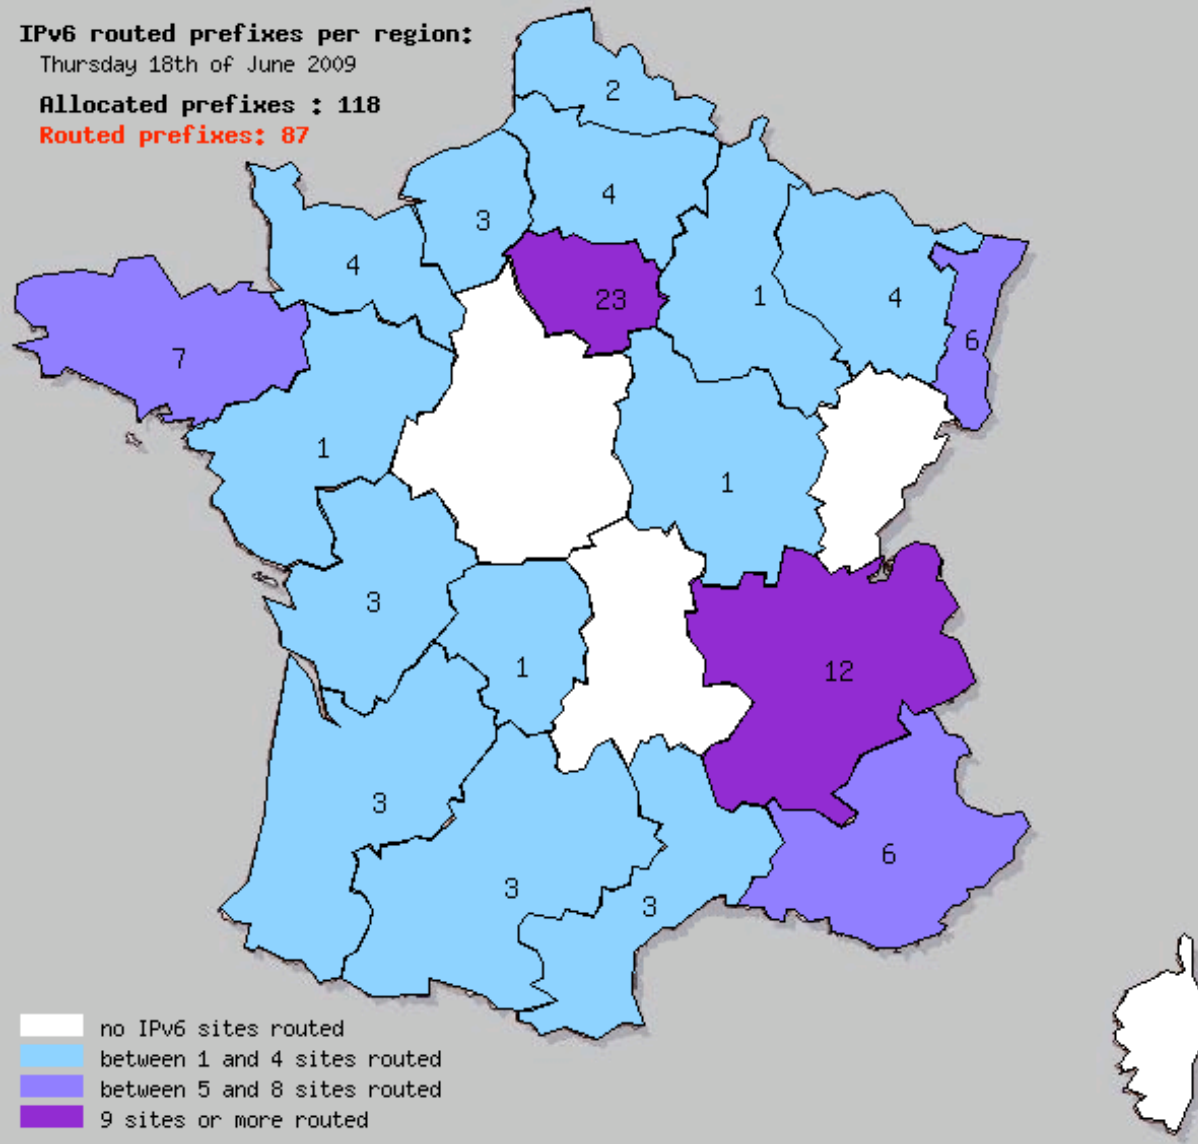 IPv6 routed prefixes per region:
Thursday 18th of June 2009
Allocated prefixes : 118
Routed prefixes: 87
2
4
3
4
23
1
4
6
7
1
1
3
1
12
3
6
3
3
no IPv6 sites routed
between 1 and 4 sites routed
between 5 and 8 sites routed
9 sites or more routed